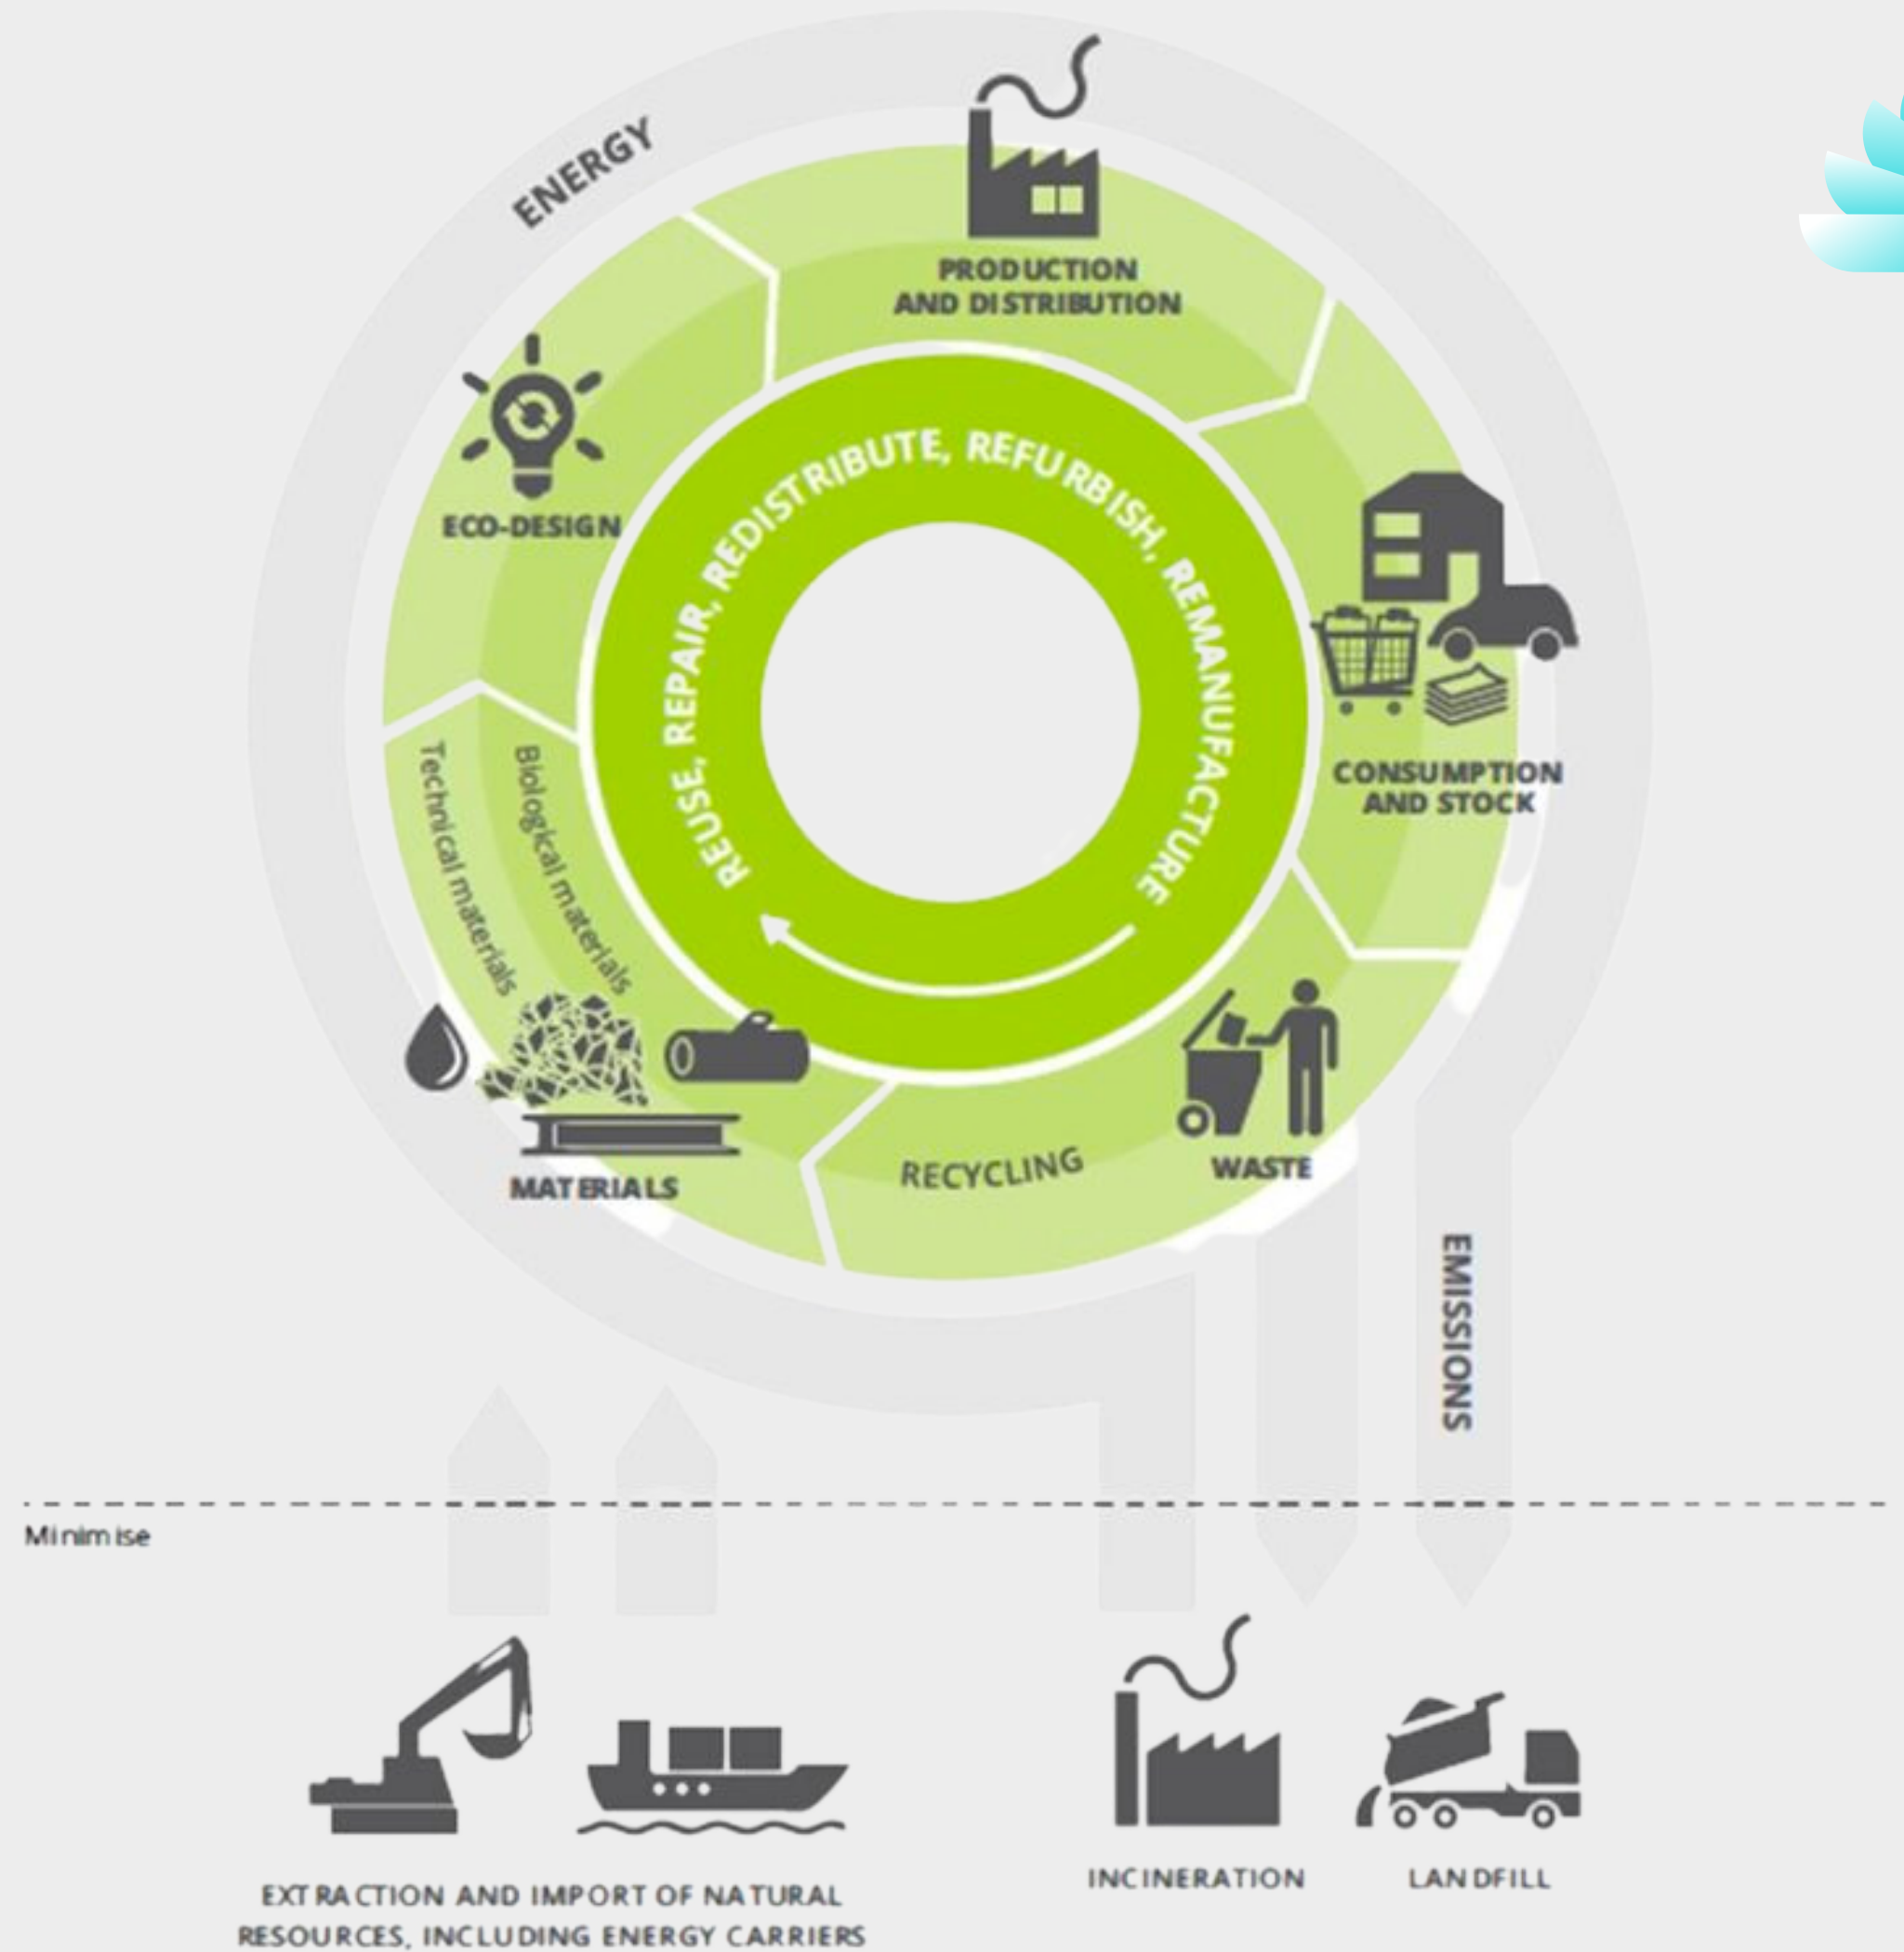 ENERGY
PRODUCTION
AND DISTRIBUTION
ECO-DESIGN
REUSE, REPAIR, REDISTRIBUTE, REFURBISH, REMANUFACTURE
CONSUMPTION
AND STOCK
Technical materials
Biological materials
MATERIALS
RECYCLING
WASTE
EMISSIONS
Minimise
EXTRACTION AND IMPORT OF NATURAL
RESOURCES, INCLUDING ENERGY CARRIERS
INCINERATION
LANDFILL